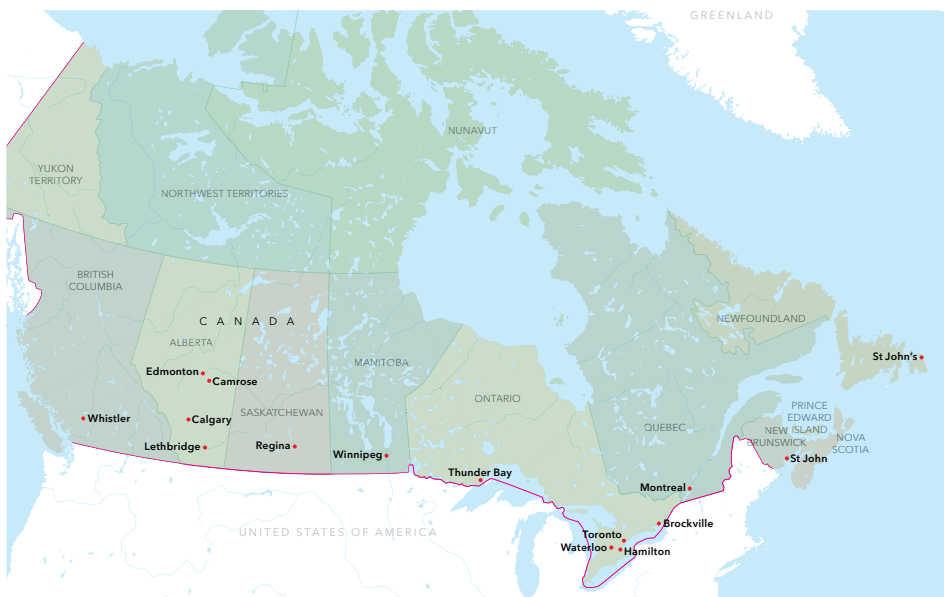 GREENLAND
NUNAVUT
YUKON
TERRITORY
NORTHWEST TERRITORIES
BRITISH
COLUMBIA
CANADA
NEWFOUNDLAND
ALBERTA
St John's
MANITOBA
Edmonton
Camrose
ONTARIO
PRINCE
EDWARD
ISLAND
SASKATCHEWAN
Whistler
Calgary
QUEBEC
NEW
BRUNSWICK
NOVA
SCOTIA
Lethbridge
Regina
Winnipeg
St John
Thunder Bay
Montreal
Brockville
UNITED STATES OF AMERICA
Toronto
Waterloo
Hamilton